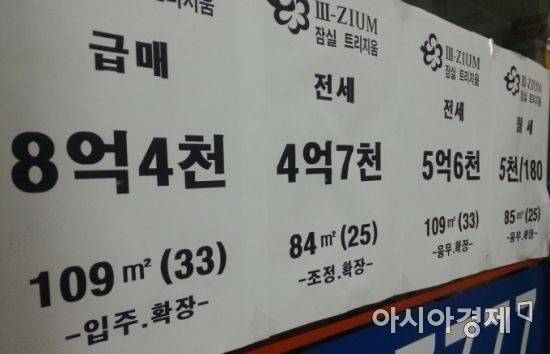 트리지움
급매
8억4천
109㎡ (33)
-입주.확장-
III-ZIUM
잠실 트리지움
전세
4억7천
84㎡ (25)
-조정.확장-
III-ZIUM
잠실 트리지움
전세
5억6천
109㎡ (33)
-융무.확장-
III-ZIUM
잠실 트리지움
월세
5천/180
85㎡ (25)
-융무.확장-
아시아경제